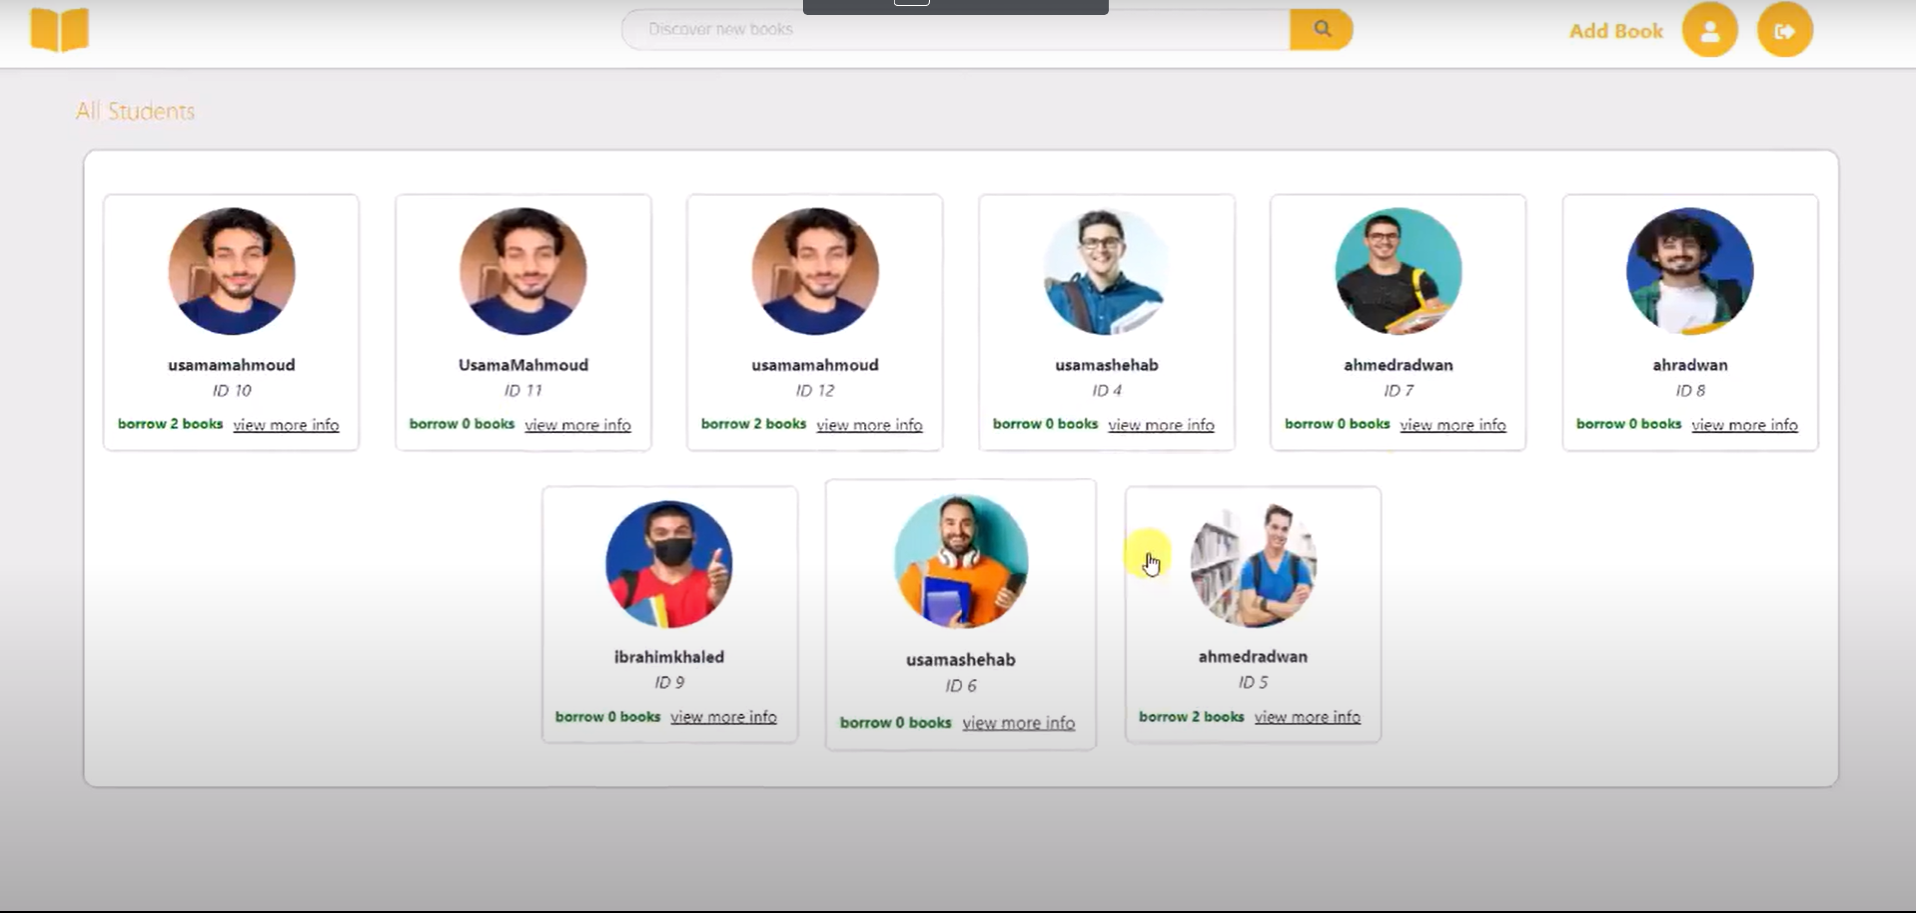 Discover new books
Add Book
All Students
usamamahmoud
ID 10
borrow 2 books view more info
UsamaMahmoud
ID 11
borrow 0 books view more info
usamamahmoud
ID 12
borrow 2 books view more info
usamashehab
ID 4
borrow 0 books view more info
ahmedradwan
ID 7
borrow 0 books view more info
ahradwan
ID 8
borrow 0 books view more info
ibrahimkhaled
ID 9
borrow 0 books view more info
usamashehab
ID 6
borrow 0 books view more info
ahmedradwan
ID 5
borrow 2 books view more info